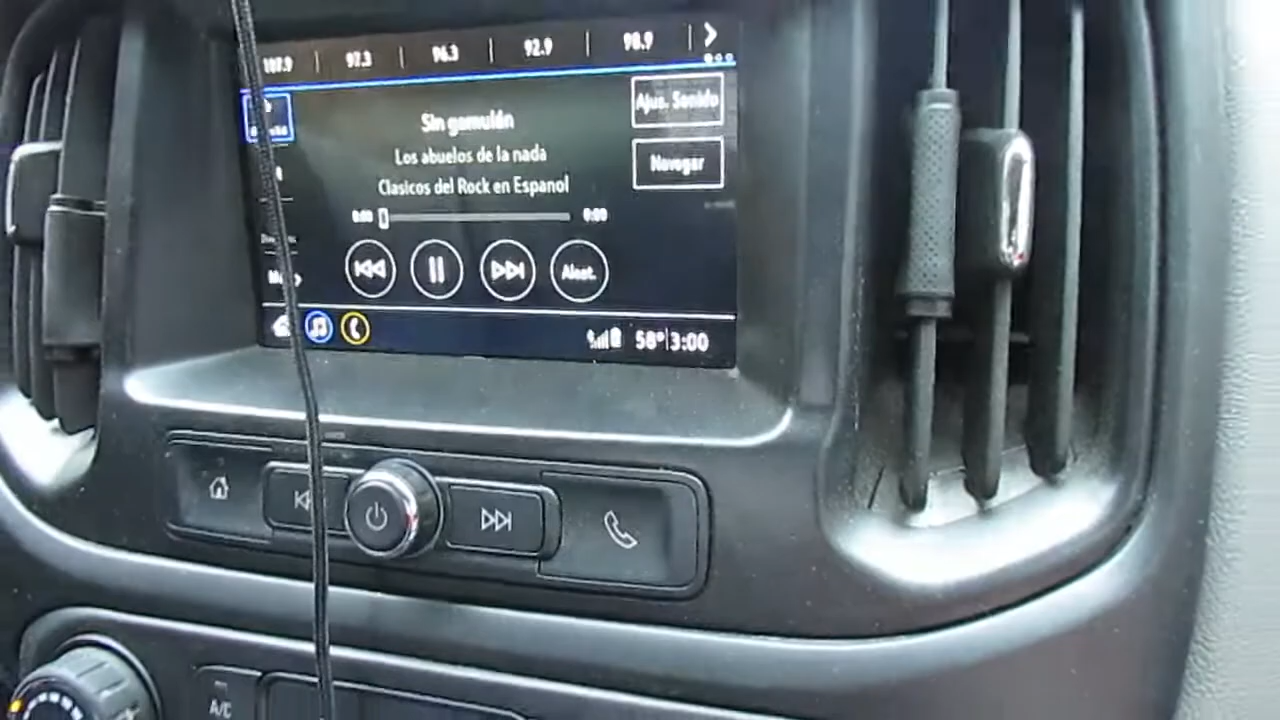 107.9 97.3 96.3 92.9 98.9
Ajus. Sonido
Sin gamulán
Los abuelos de la nada
Navegar
Clasicos del Rock en Espanol
0:00 0:00
Aleat.
58° 3:00
A/C